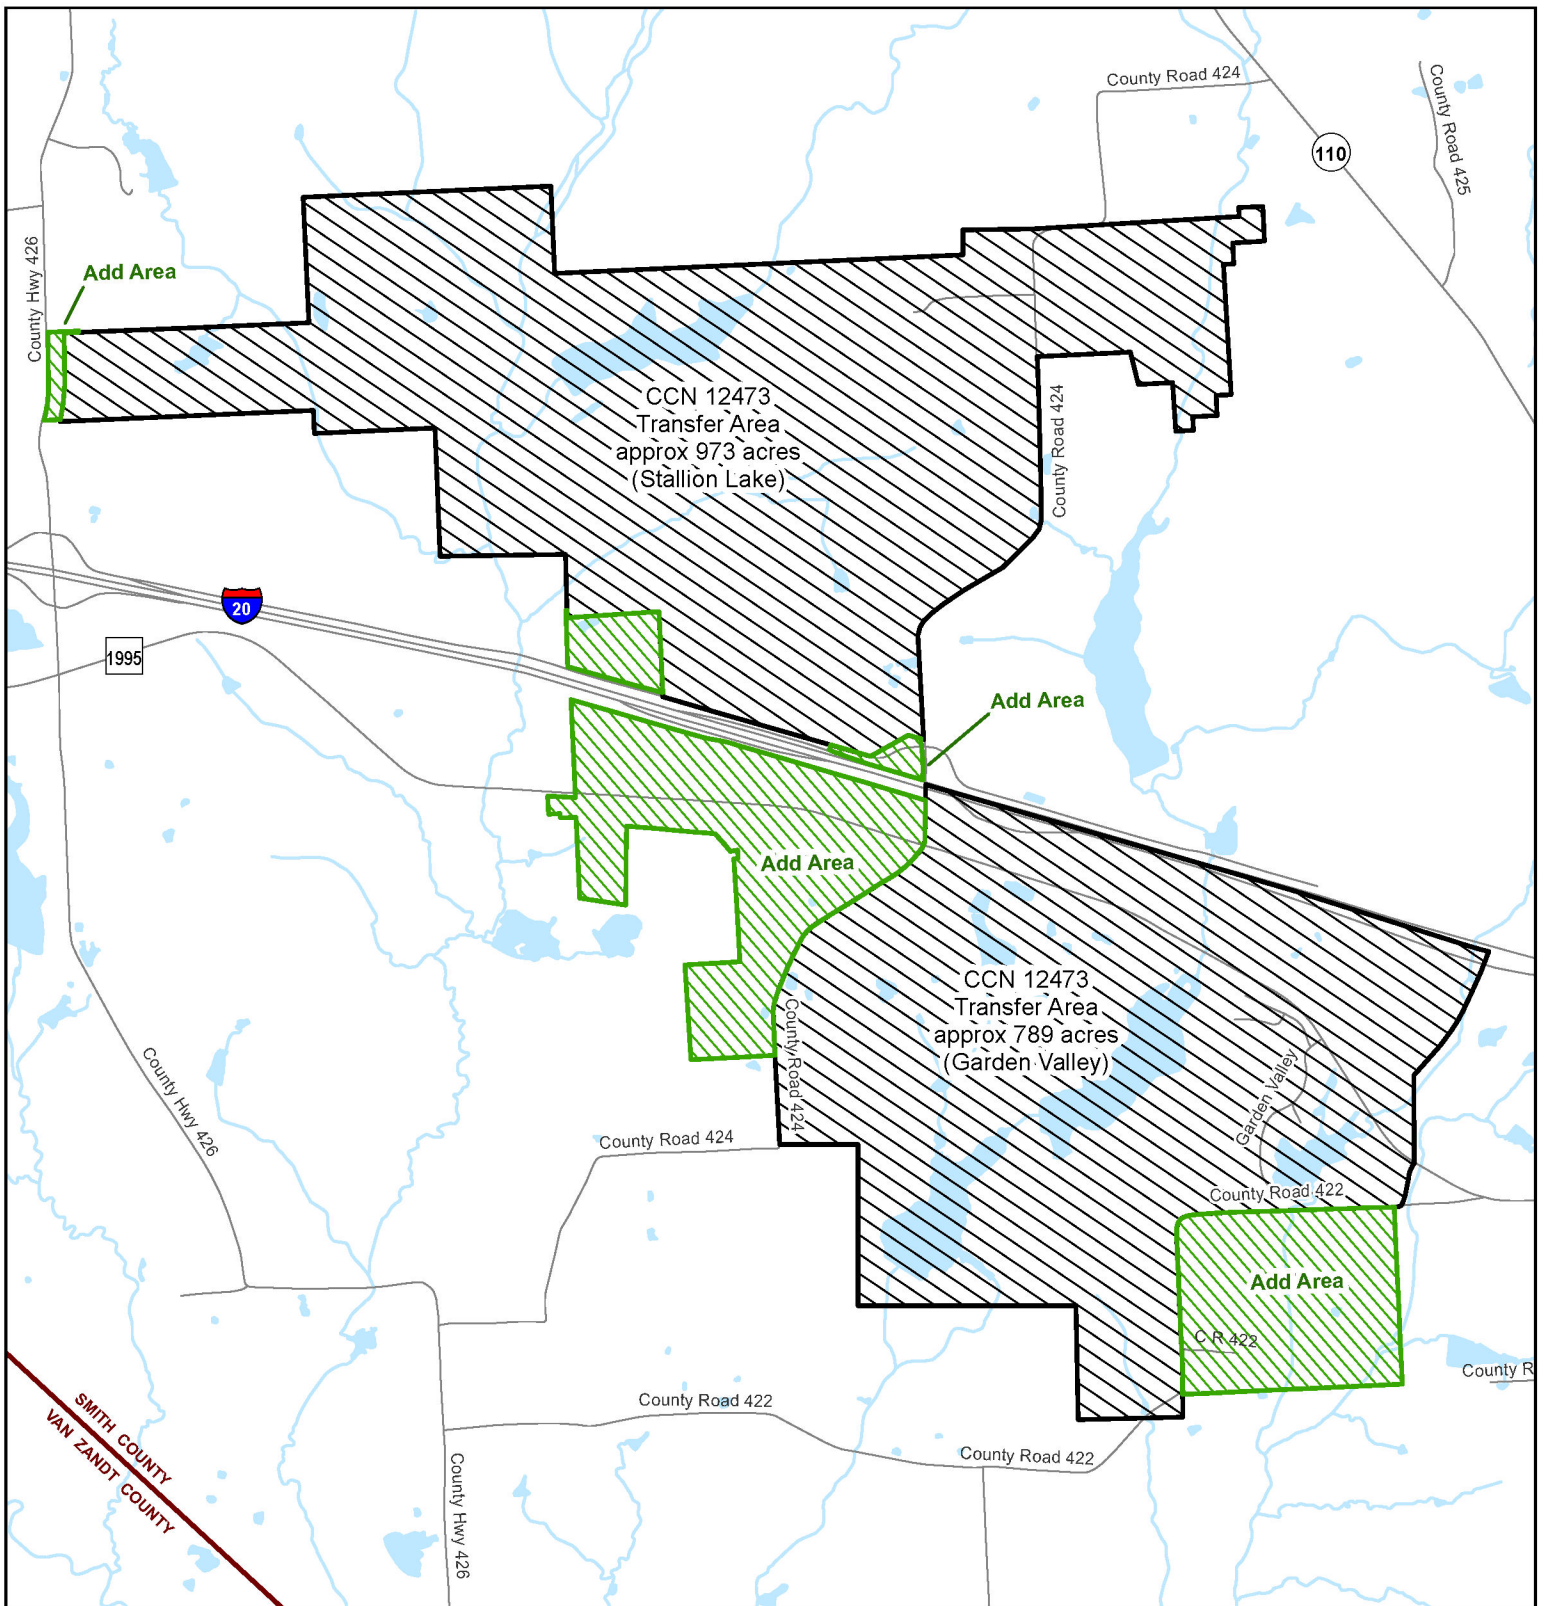 County Road 424
County Road 425
110
County Hwy 426
Add Area
CCN 12473
Transfer Area
approx 973 acres
(Stallion Lake)
County Road 424
20
1995
Add Area
Add Area
CCN 12473
Transfer Area
approx 789 acres
(Garden Valley)
County Road 424
Garden Valley
County Hwy 426
County Road 424
County Road 422
Add Area
C R 422
County R
SMITH COUNTY
VAN ZANDT COUNTY
County Road 422
County Road 422
County Hwy 426